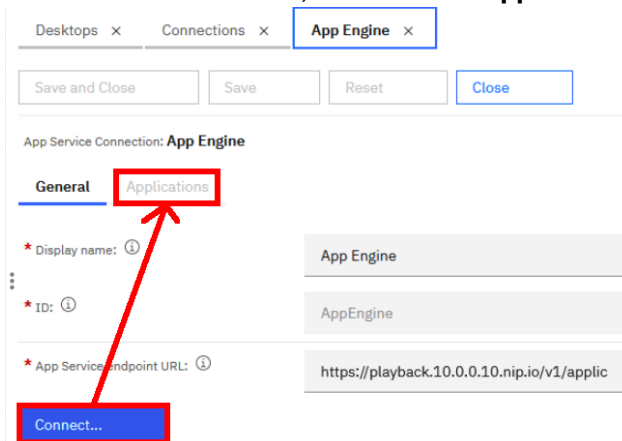 Desktops × Connections × App Engine ×
Save and Close Save Reset Close
App Service Connection: App Engine
General Applications
* Display name: App Engine
* ID: AppEngine
* App Service endpoint URL: https://playback.10.0.0.10.nip.io/v1/applic
Connect...